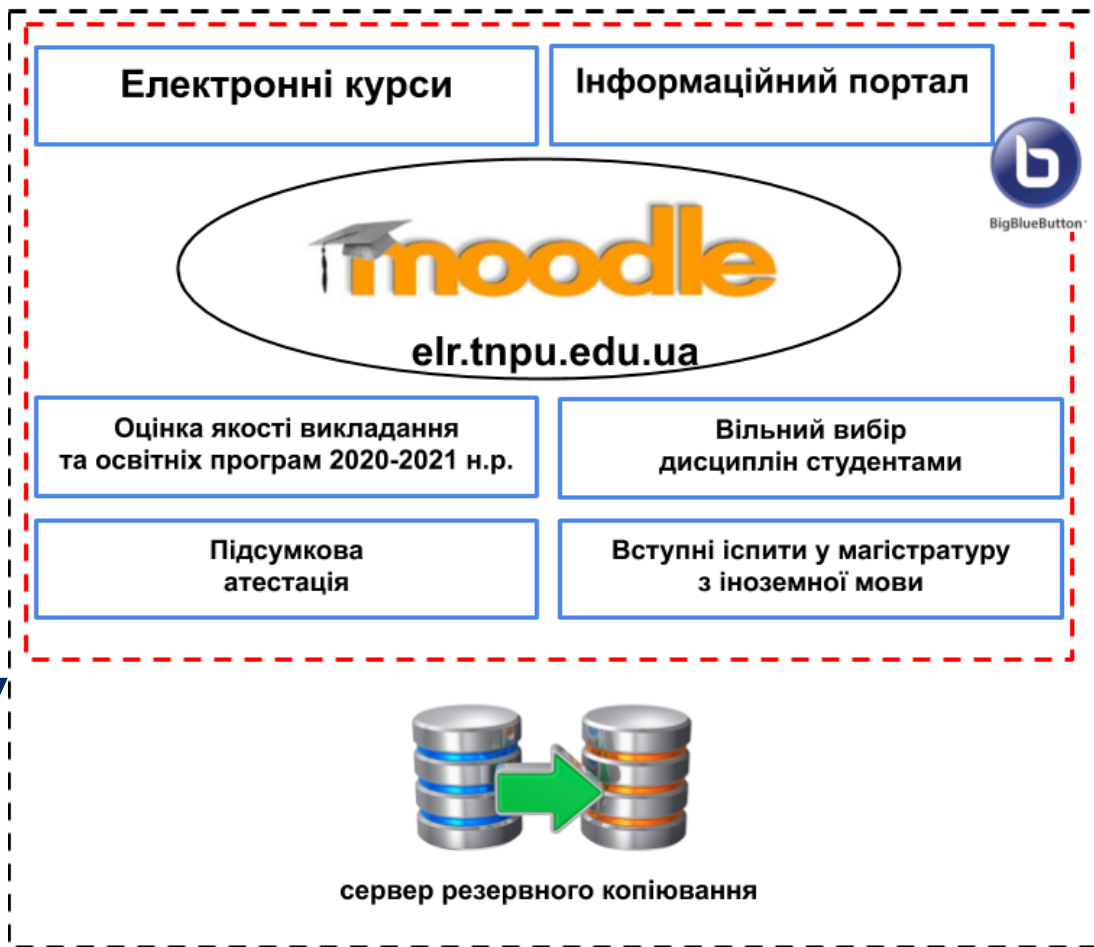 Електронні курси
Інформаційний портал
BigBlueButton
moodle
elr.tnpu.edu.ua
Оцінка якості викладання
та освітніх програм 2020-2021 н.р.
Вільний вибір
дисциплін студентами
Підсумкова
атестація
Вступні іспити у магістратуру
з іноземної мови
сервер резервного копіювання